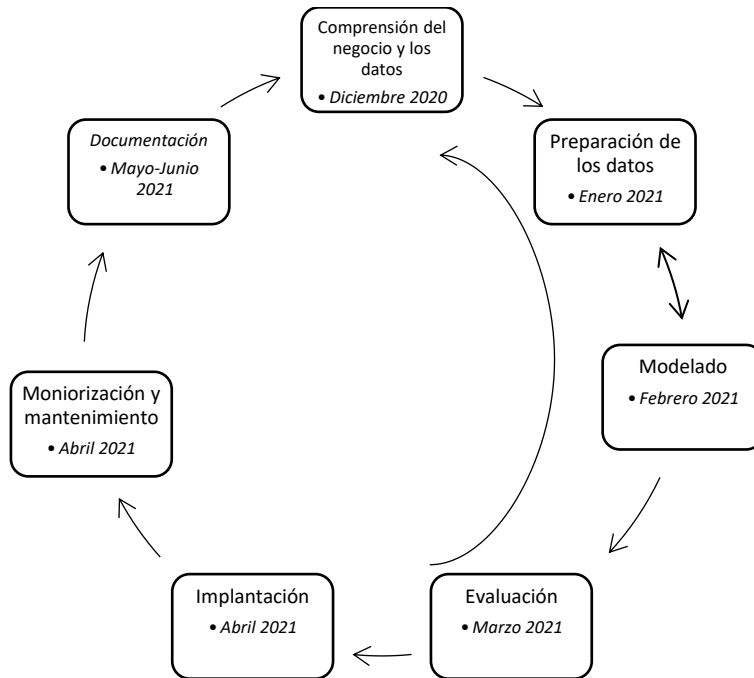 Comprensión del
negocio y los
datos
• Diciembre 2020
Preparación de
los datos
• Enero 2021
Modelado
• Febrero 2021
Evaluación
• Marzo 2021
Implantación
• Abril 2021
Moniorización y
mantenimiento
• Abril 2021
Documentación
• Mayo-Junio
2021